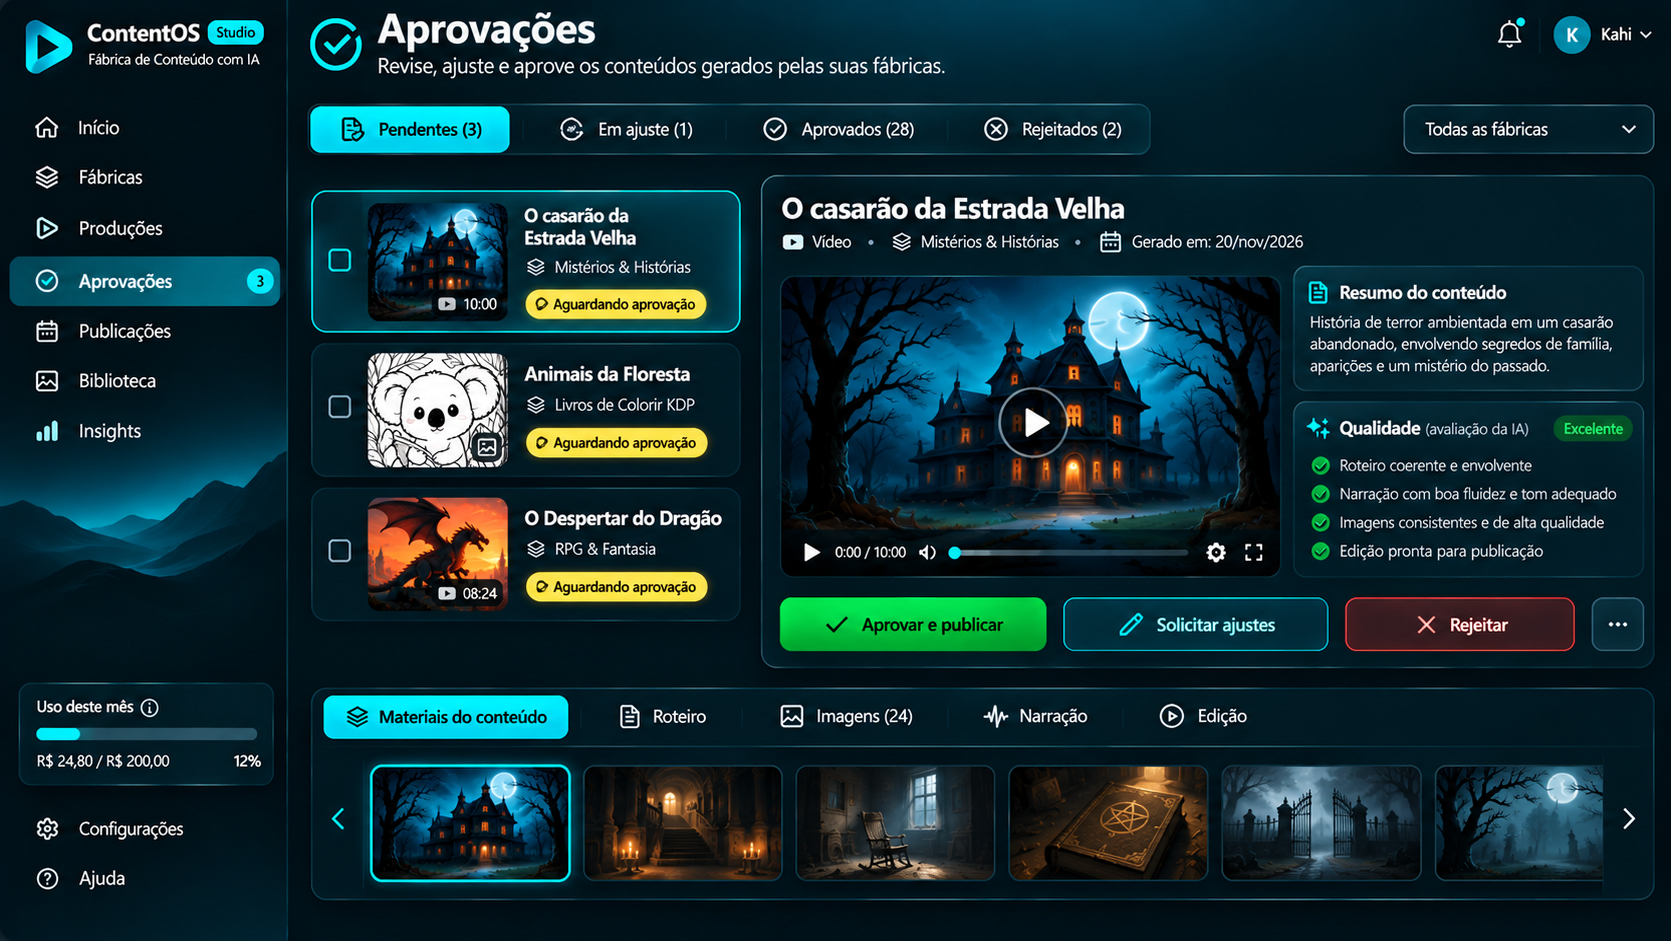 ContentOS Studio
Fábrica de Conteúdo com IA
Início
Fábricas
Produções
Aprovações 3
Publicações
Biblioteca
Insights
Uso deste mês
R$ 24,80 / R$ 200,00 12%
Configurações
Ajuda
Aprovações
Revise, ajuste e aprove os conteúdos gerados pelas suas fábricas.
K Kahi
Pendentes (3)
Em ajuste (1)
Aprovados (28)
Rejeitados (2)
Todas as fábricas
O casarão da
Estrada Velha
Mistérios & Histórias
10:00
Aguardando aprovação
Animais da Floresta
Livros de Colorir KDP
Aguardando aprovação
O Despertar do Dragão
RPG & Fantasia
08:24
Aguardando aprovação
O casarão da Estrada Velha
Vídeo • Mistérios & Histórias • Gerado em: 20/nov/2026
0:00 / 10:00
Resumo do conteúdo
História de terror ambientada em um casarão
abandonado, envolvendo segredos de família,
aparições e um mistério do passado.
Qualidade (avaliação da IA) Excelente
Roteiro coerente e envolvente
Narração com boa fluidez e tom adequado
Imagens consistentes e de alta qualidade
Edição pronta para publicação
Aprovar e publicar
Solicitar ajustes
Rejeitar
Materiais do conteúdo
Roteiro
Imagens (24)
Narração
Edição